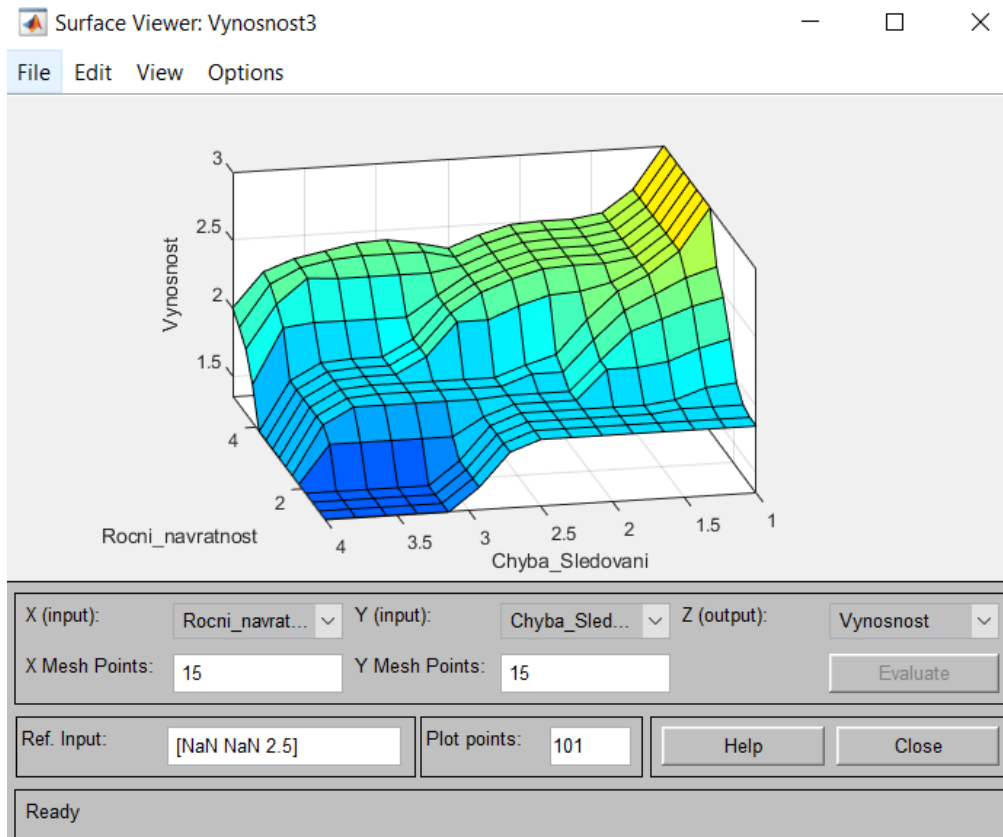 Surface Viewer: Vynosnost3
File Edit View Options
3
2.5
2
1.5
Vynosnost
4
2
Rocni_navratnost
4
3.5
3
2.5
2
1.5
1
Chyba_Sledovani
X (input): Rocni_navrat... Y (input): Chyba_Sled... Z (output): Vynosnost
X Mesh Points: 15 Y Mesh Points: 15 Evaluate
Ref. Input: [NaN NaN 2.5] Plot points: 101 Help Close
Ready